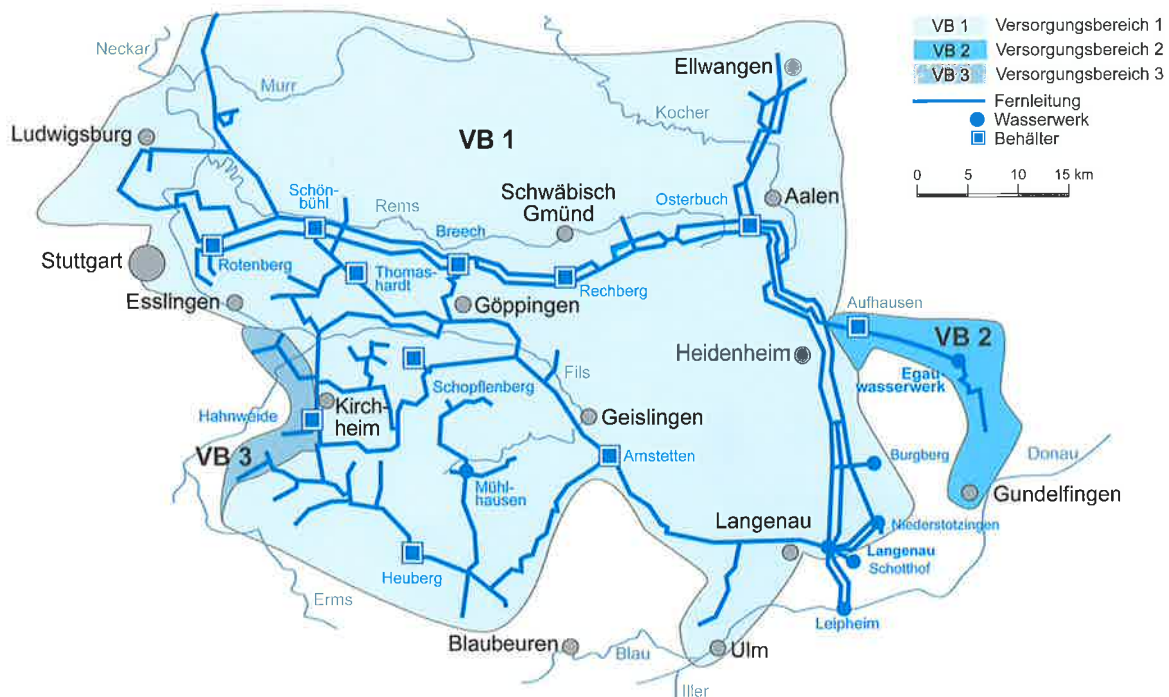 Neckar
Murr
Ellwangen
Kocher
Ludwigsburg
VB 1
Schön-
bühl
Rems
Schwäbisch
Gmünd
Osterbuch
Aalen
Breech
Stuttgart
Rotenberg
Thomas-
hardt
Rechberg
Esslingen
Göppingen
Aufhausen
VB 2
Heidenheim
Egau-
wasserwerk
Fils
Schopflenberg
Hahnweide
Kirch-
heim
Geislingen
VB 3
Amstetten
Burgberg
Donau
Mühl-
hausen
Gundelfingen
Langenau
Niederstotzingen
Langenau
Schotthof
Heuberg
Erms
Leipheim
Blaubeuren
Blau
Ulm
Iller
VB 1 Versorgungsbereich 1
VB 2 Versorgungsbereich 2
VB 3 Versorgungsbereich 3
Fernleitung
Wasserwerk
Behälter
0 5 10 15 km